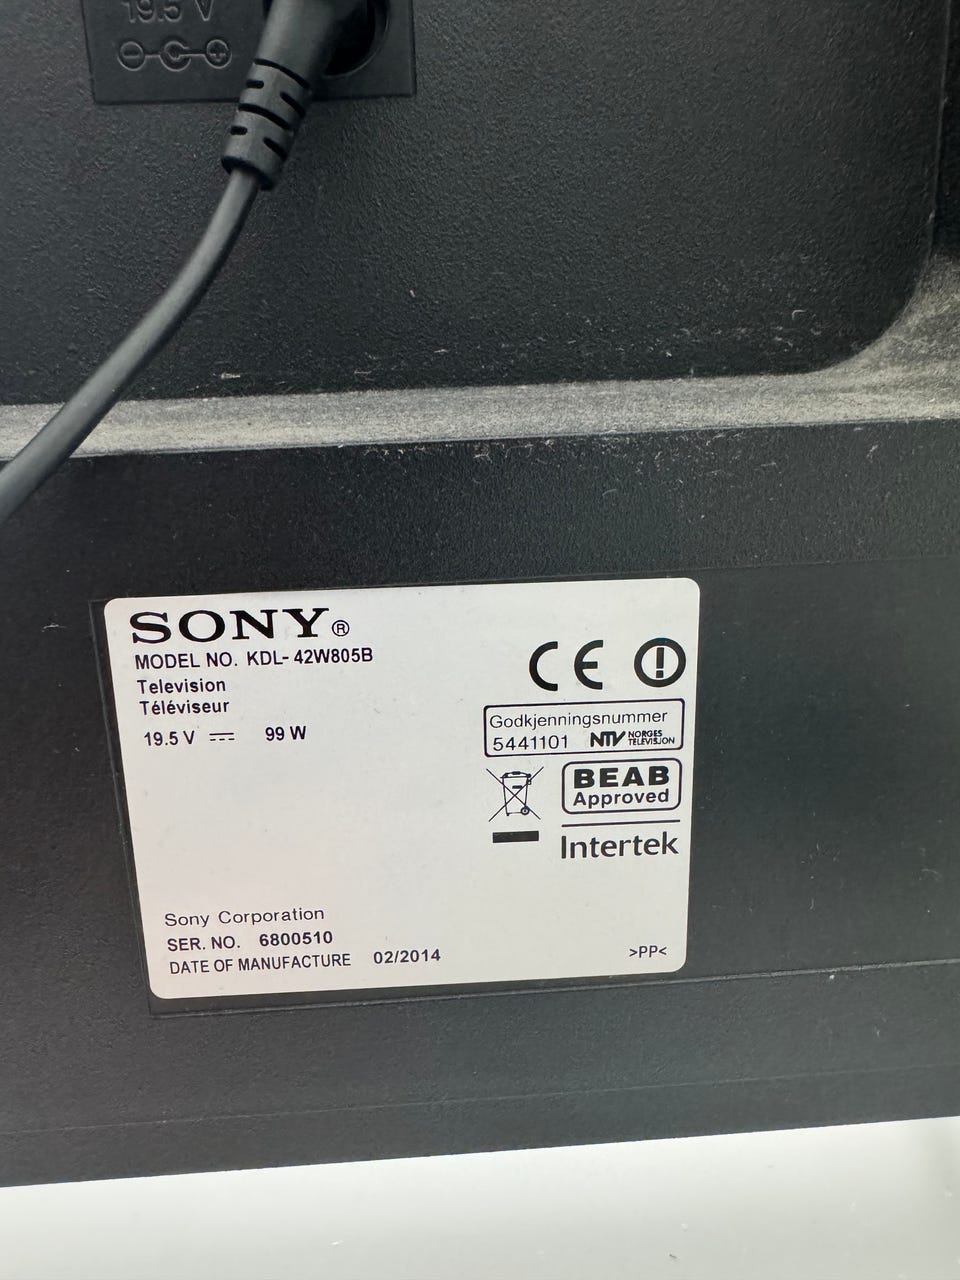 19.5 V
SONY®
MODEL NO. KDL-42W805B
Television
Téléviseur
19.5 V ⎓ 99 W
CE
Godkjenningsnummer
5441101 NTV NORGES TELEVISJON
BEAB
Approved
Intertek
Sony Corporation
SER. NO. 6800510
DATE OF MANUFACTURE 02/2014
>PP<